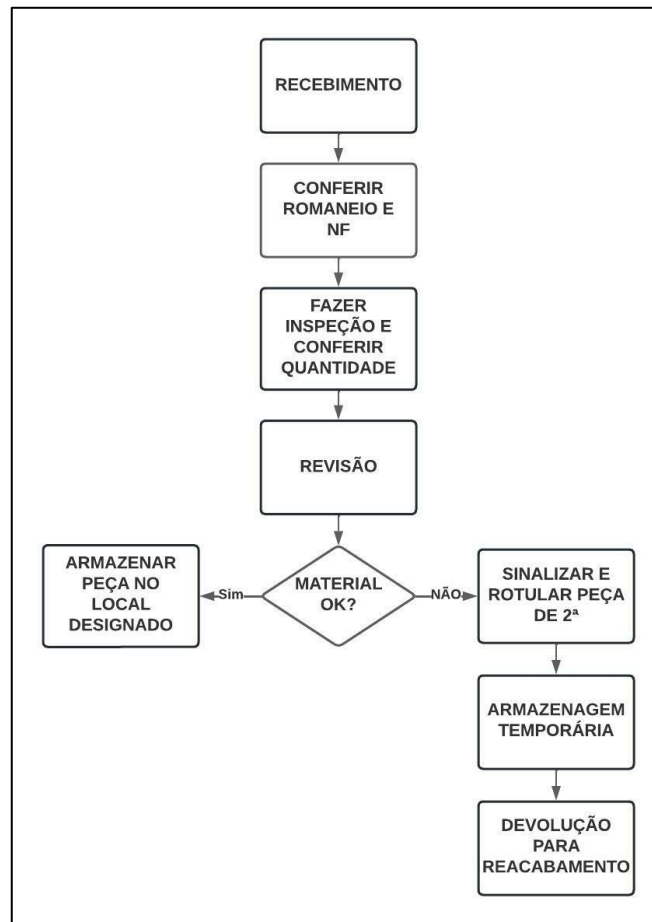 RECEBIMENTO
CONFERIR
ROMANEIO E
NF
FAZER
INSPEÇÃO E
CONFERIR
QUANTIDADE
REVISÃO
MATERIAL
OK?
Sim
ARMAZENAR
PEÇA NO
LOCAL
DESIGNADO
NÃO
SINALIZAR E
ROTULAR PEÇA
DE 2ª
ARMAZENAGEM
TEMPORÁRIA
DEVOLUÇÃO
PARA
REACABAMENTO